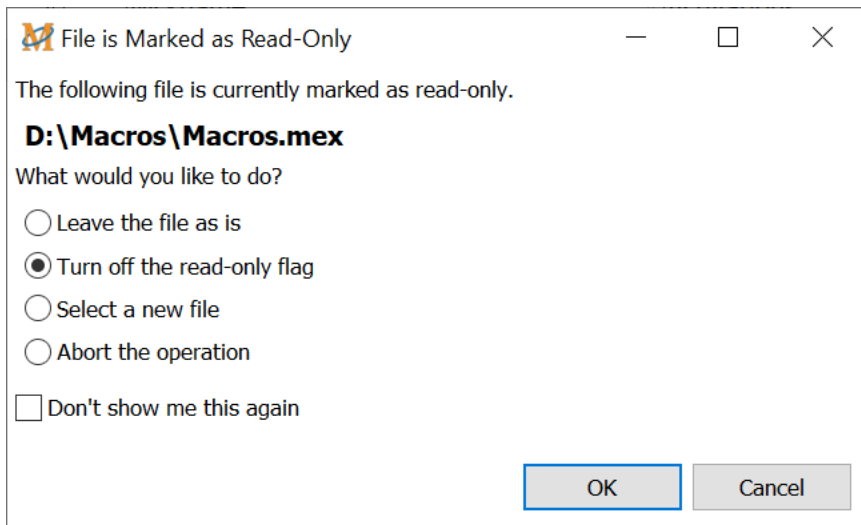 File is Marked as Read-Only
The following file is currently marked as read-only.
D:\Macros\Macros.mex
What would you like to do?
Leave the file as is
Turn off the read-only flag
Select a new file
Abort the operation
Don't show me this again
OK
Cancel